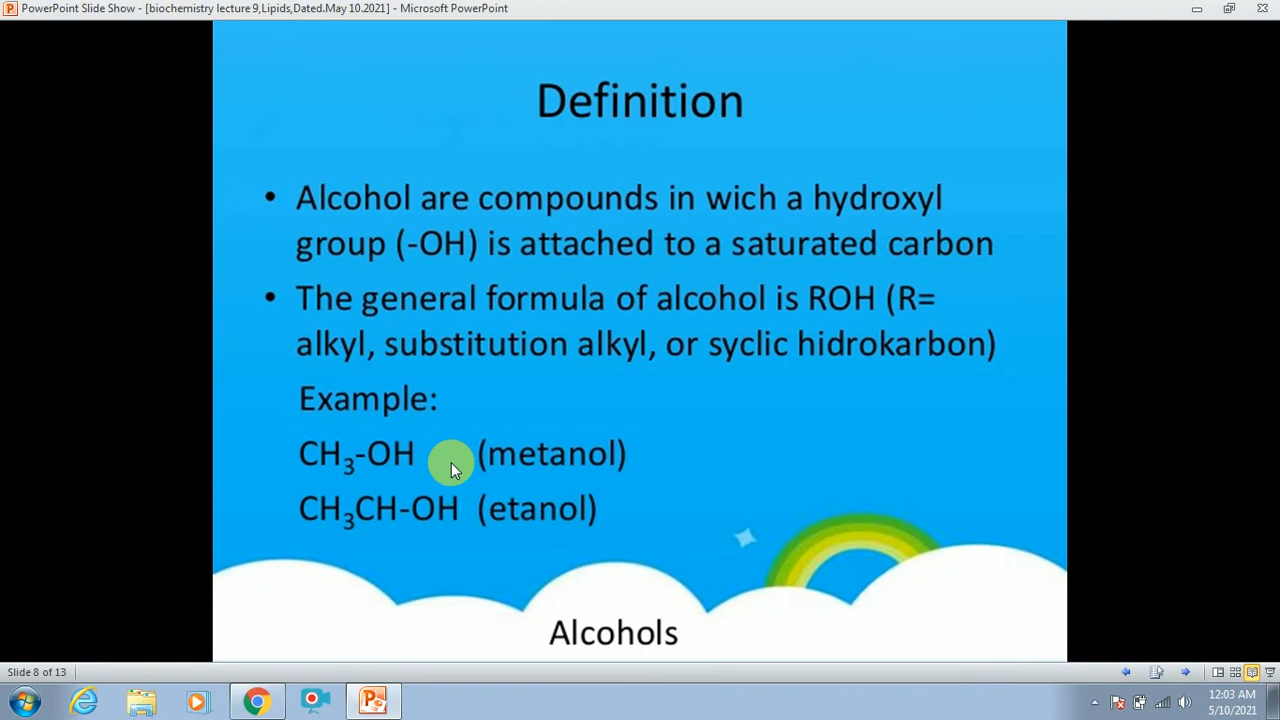 PowerPoint Slide Show - [biochemistry lecture 9,Lipids,Dated.May 10.2021] - Microsoft PowerPoint
Definition
• Alcohol are compounds in wich a hydroxyl
group (-OH) is attached to a saturated carbon
• The general formula of alcohol is ROH (R=
alkyl, substitution alkyl, or syclic hidrokarbon)
Example:
CH₃-OH (metanol)
CH₃CH-OH (etanol)
Alcohols
Slide 8 of 13
12:03 AM
5/10/2021